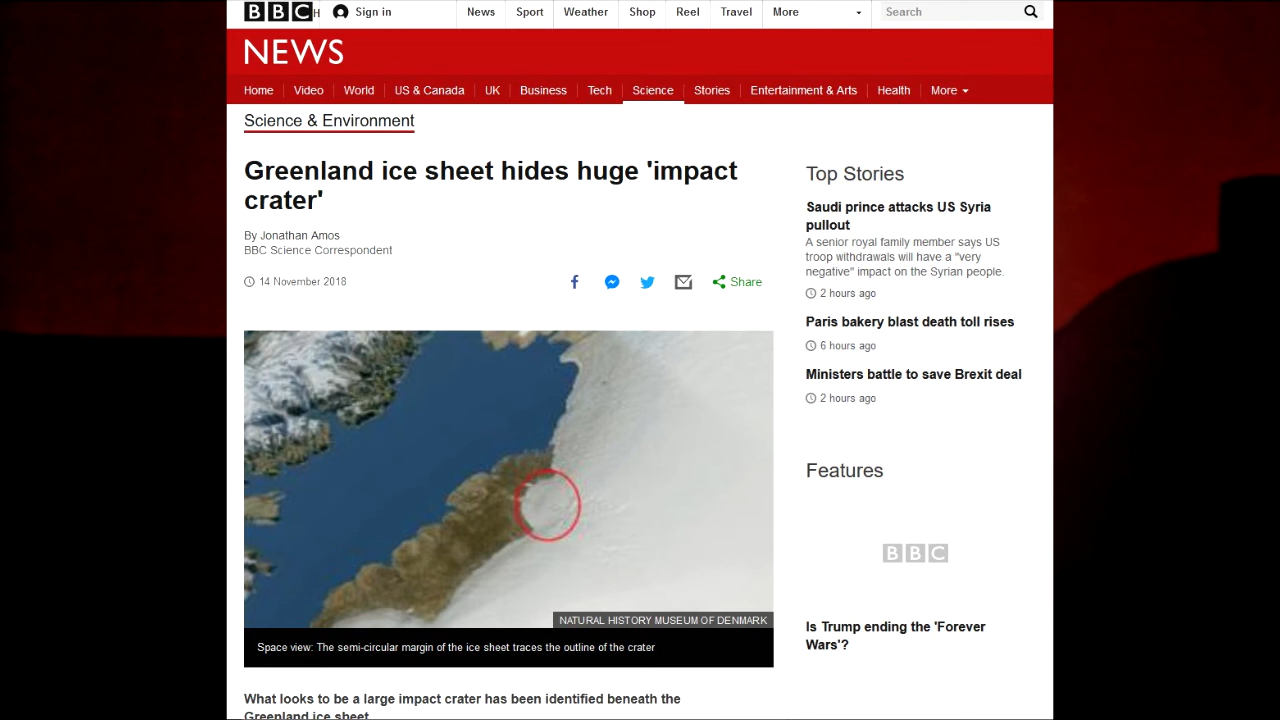 BBC
H
Sign in
News
Sport
Weather
Shop
Reel
Travel
More
Search
NEWS
Home
Video
World
US & Canada
UK
Business
Tech
Science
Stories
Entertainment & Arts
Health
More
Science & Environment
Greenland ice sheet hides huge 'impact
crater'
By Jonathan Amos
BBC Science Correspondent
14 November 2018
Share
NATURAL HISTORY MUSEUM OF DENMARK
Space view: The semi-circular margin of the ice sheet traces the outline of the crater
What looks to be a large impact crater has been identified beneath the
Greenland ice sheet
Top Stories
Saudi prince attacks US Syria
pullout
A senior royal family member says US
troop withdrawals will have a "very
negative" impact on the Syrian people.
2 hours ago
Paris bakery blast death toll rises
6 hours ago
Ministers battle to save Brexit deal
2 hours ago
Features
BBC
Is Trump ending the 'Forever
Wars'?